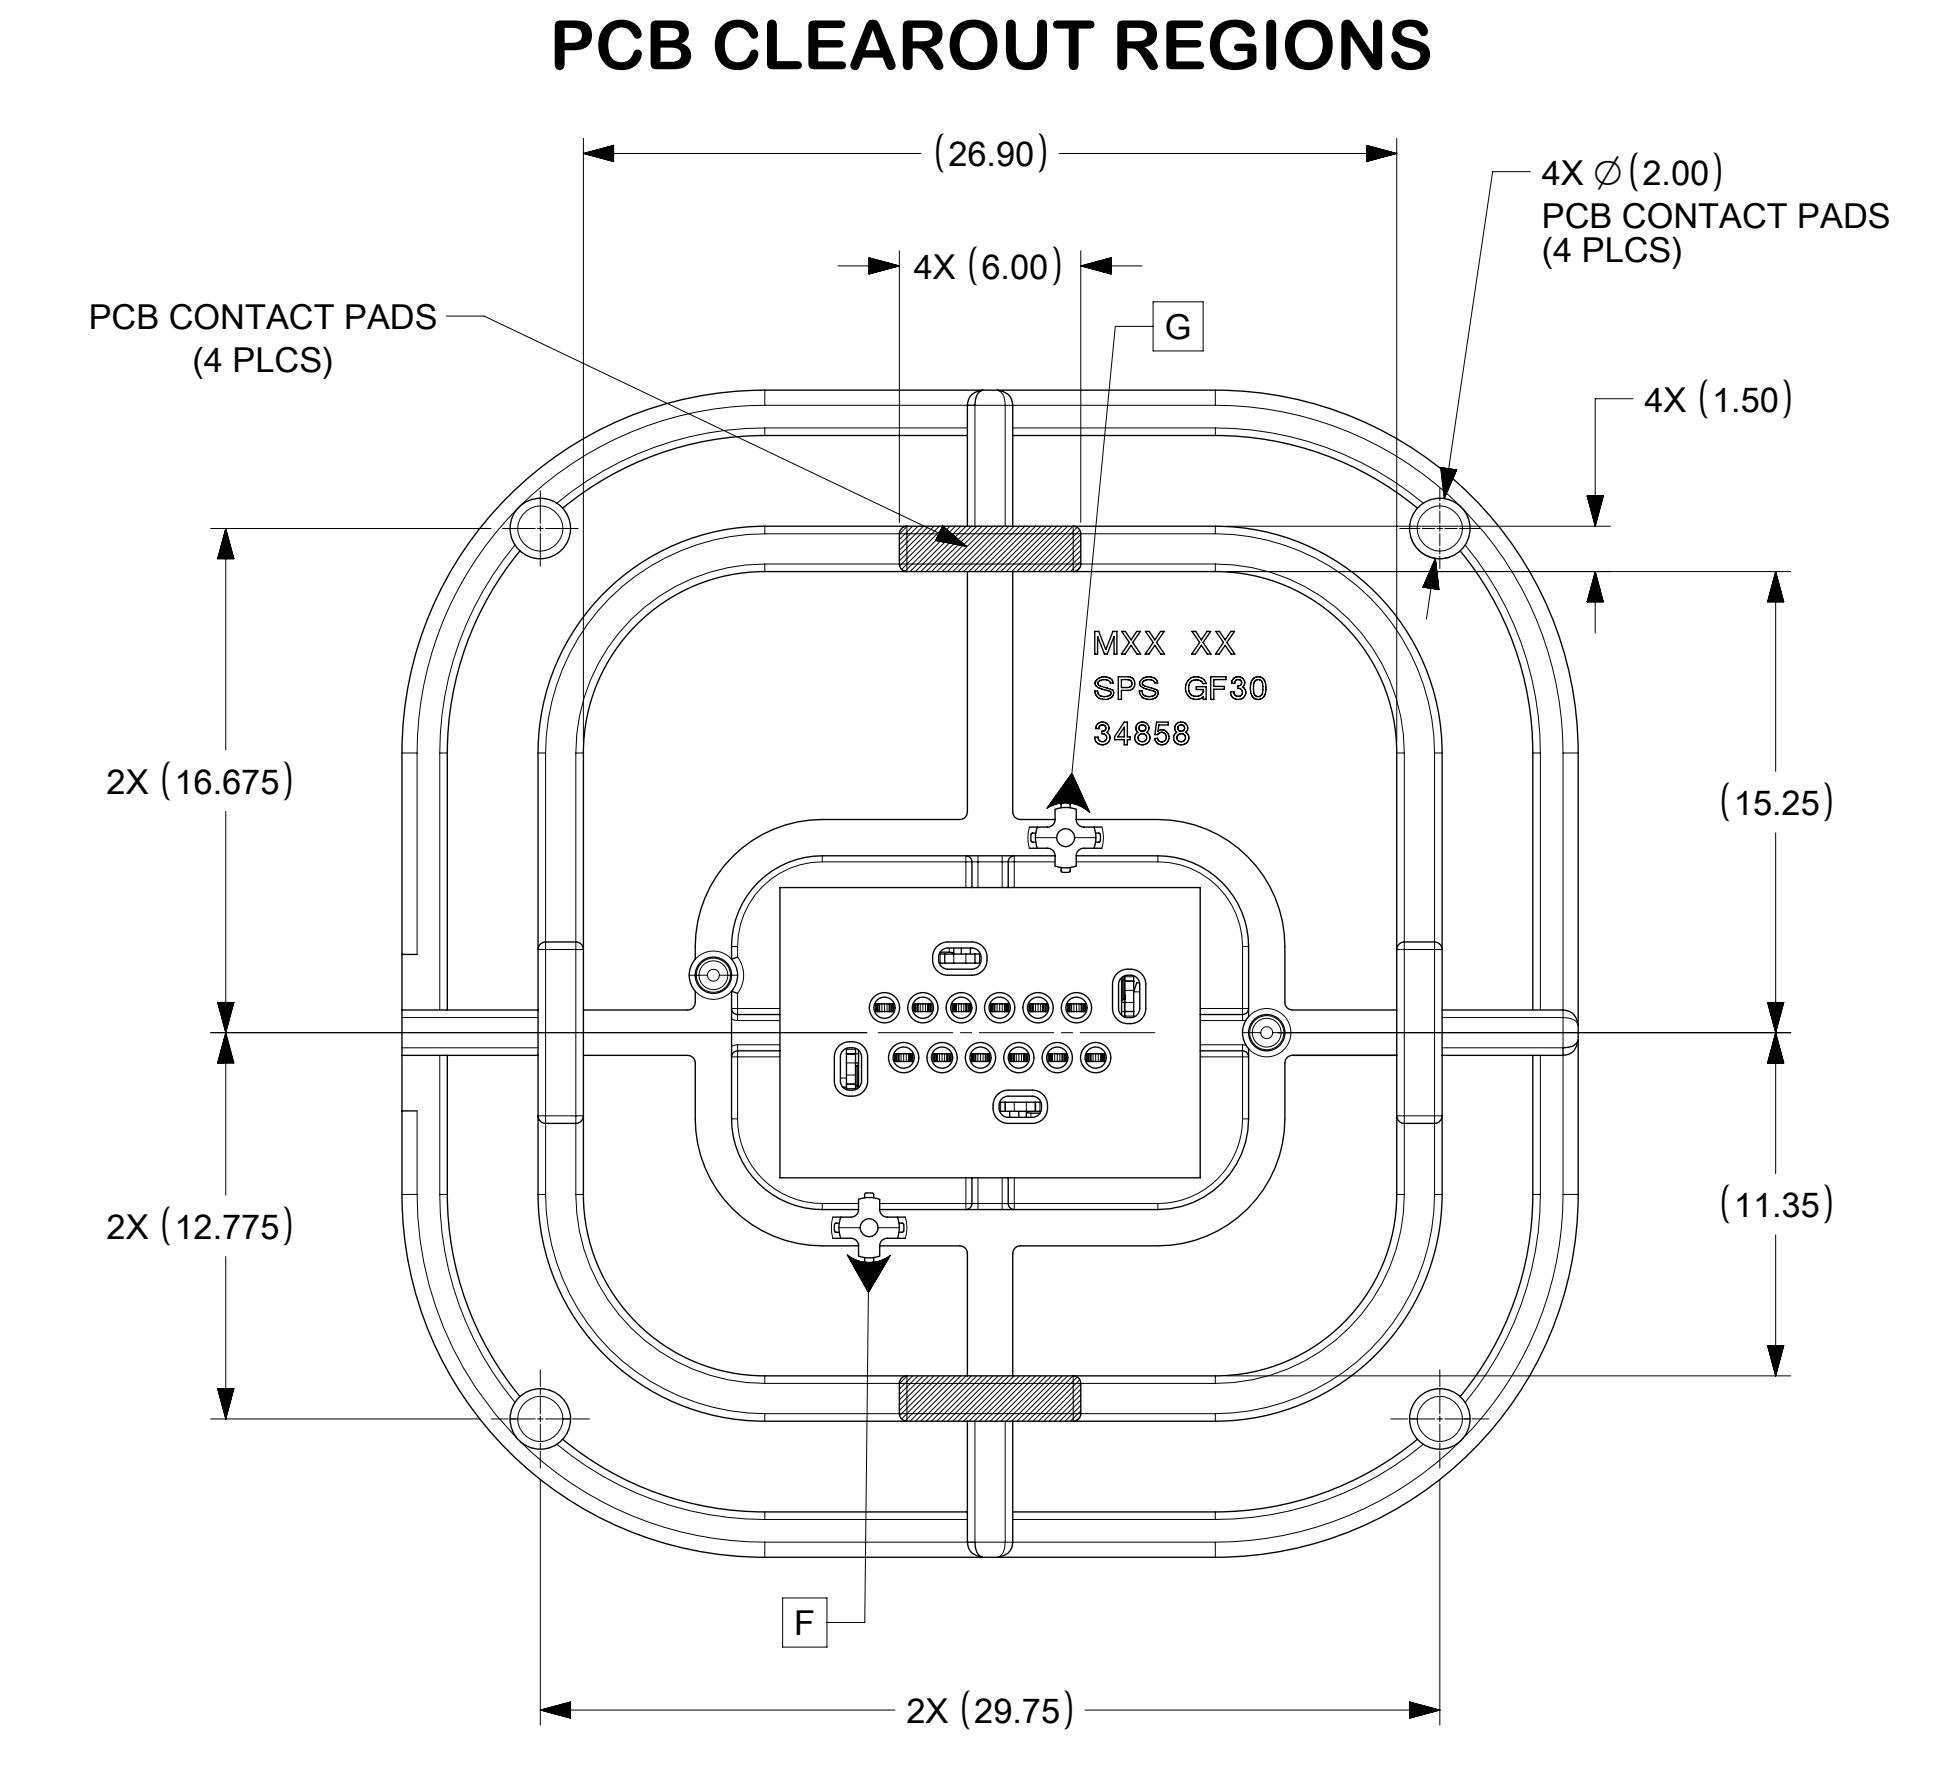 PCB CLEAROUT REGIONS
(26.90)
4X ∅(2.00)
PCB CONTACT PADS
(4 PLCS)
4X (6.00)
PCB CONTACT PADS
(4 PLCS)
G
4X (1.50)
MXX XX
SPS GF30
34858
2X (16.675)
(15.25)
2X (12.775)
(11.35)
F
2X (29.75)